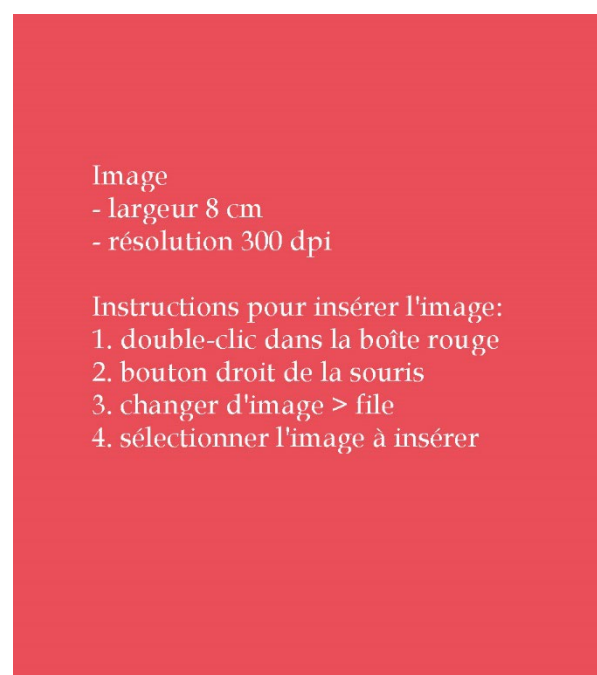 Image
- largeur 8 cm
- résolution 300 dpi
Instructions pour insérer l'image:
1. double-clic dans la boîte rouge
2. bouton droit de la souris
3. changer d'image > file
4. sélectionner l'image à insérer